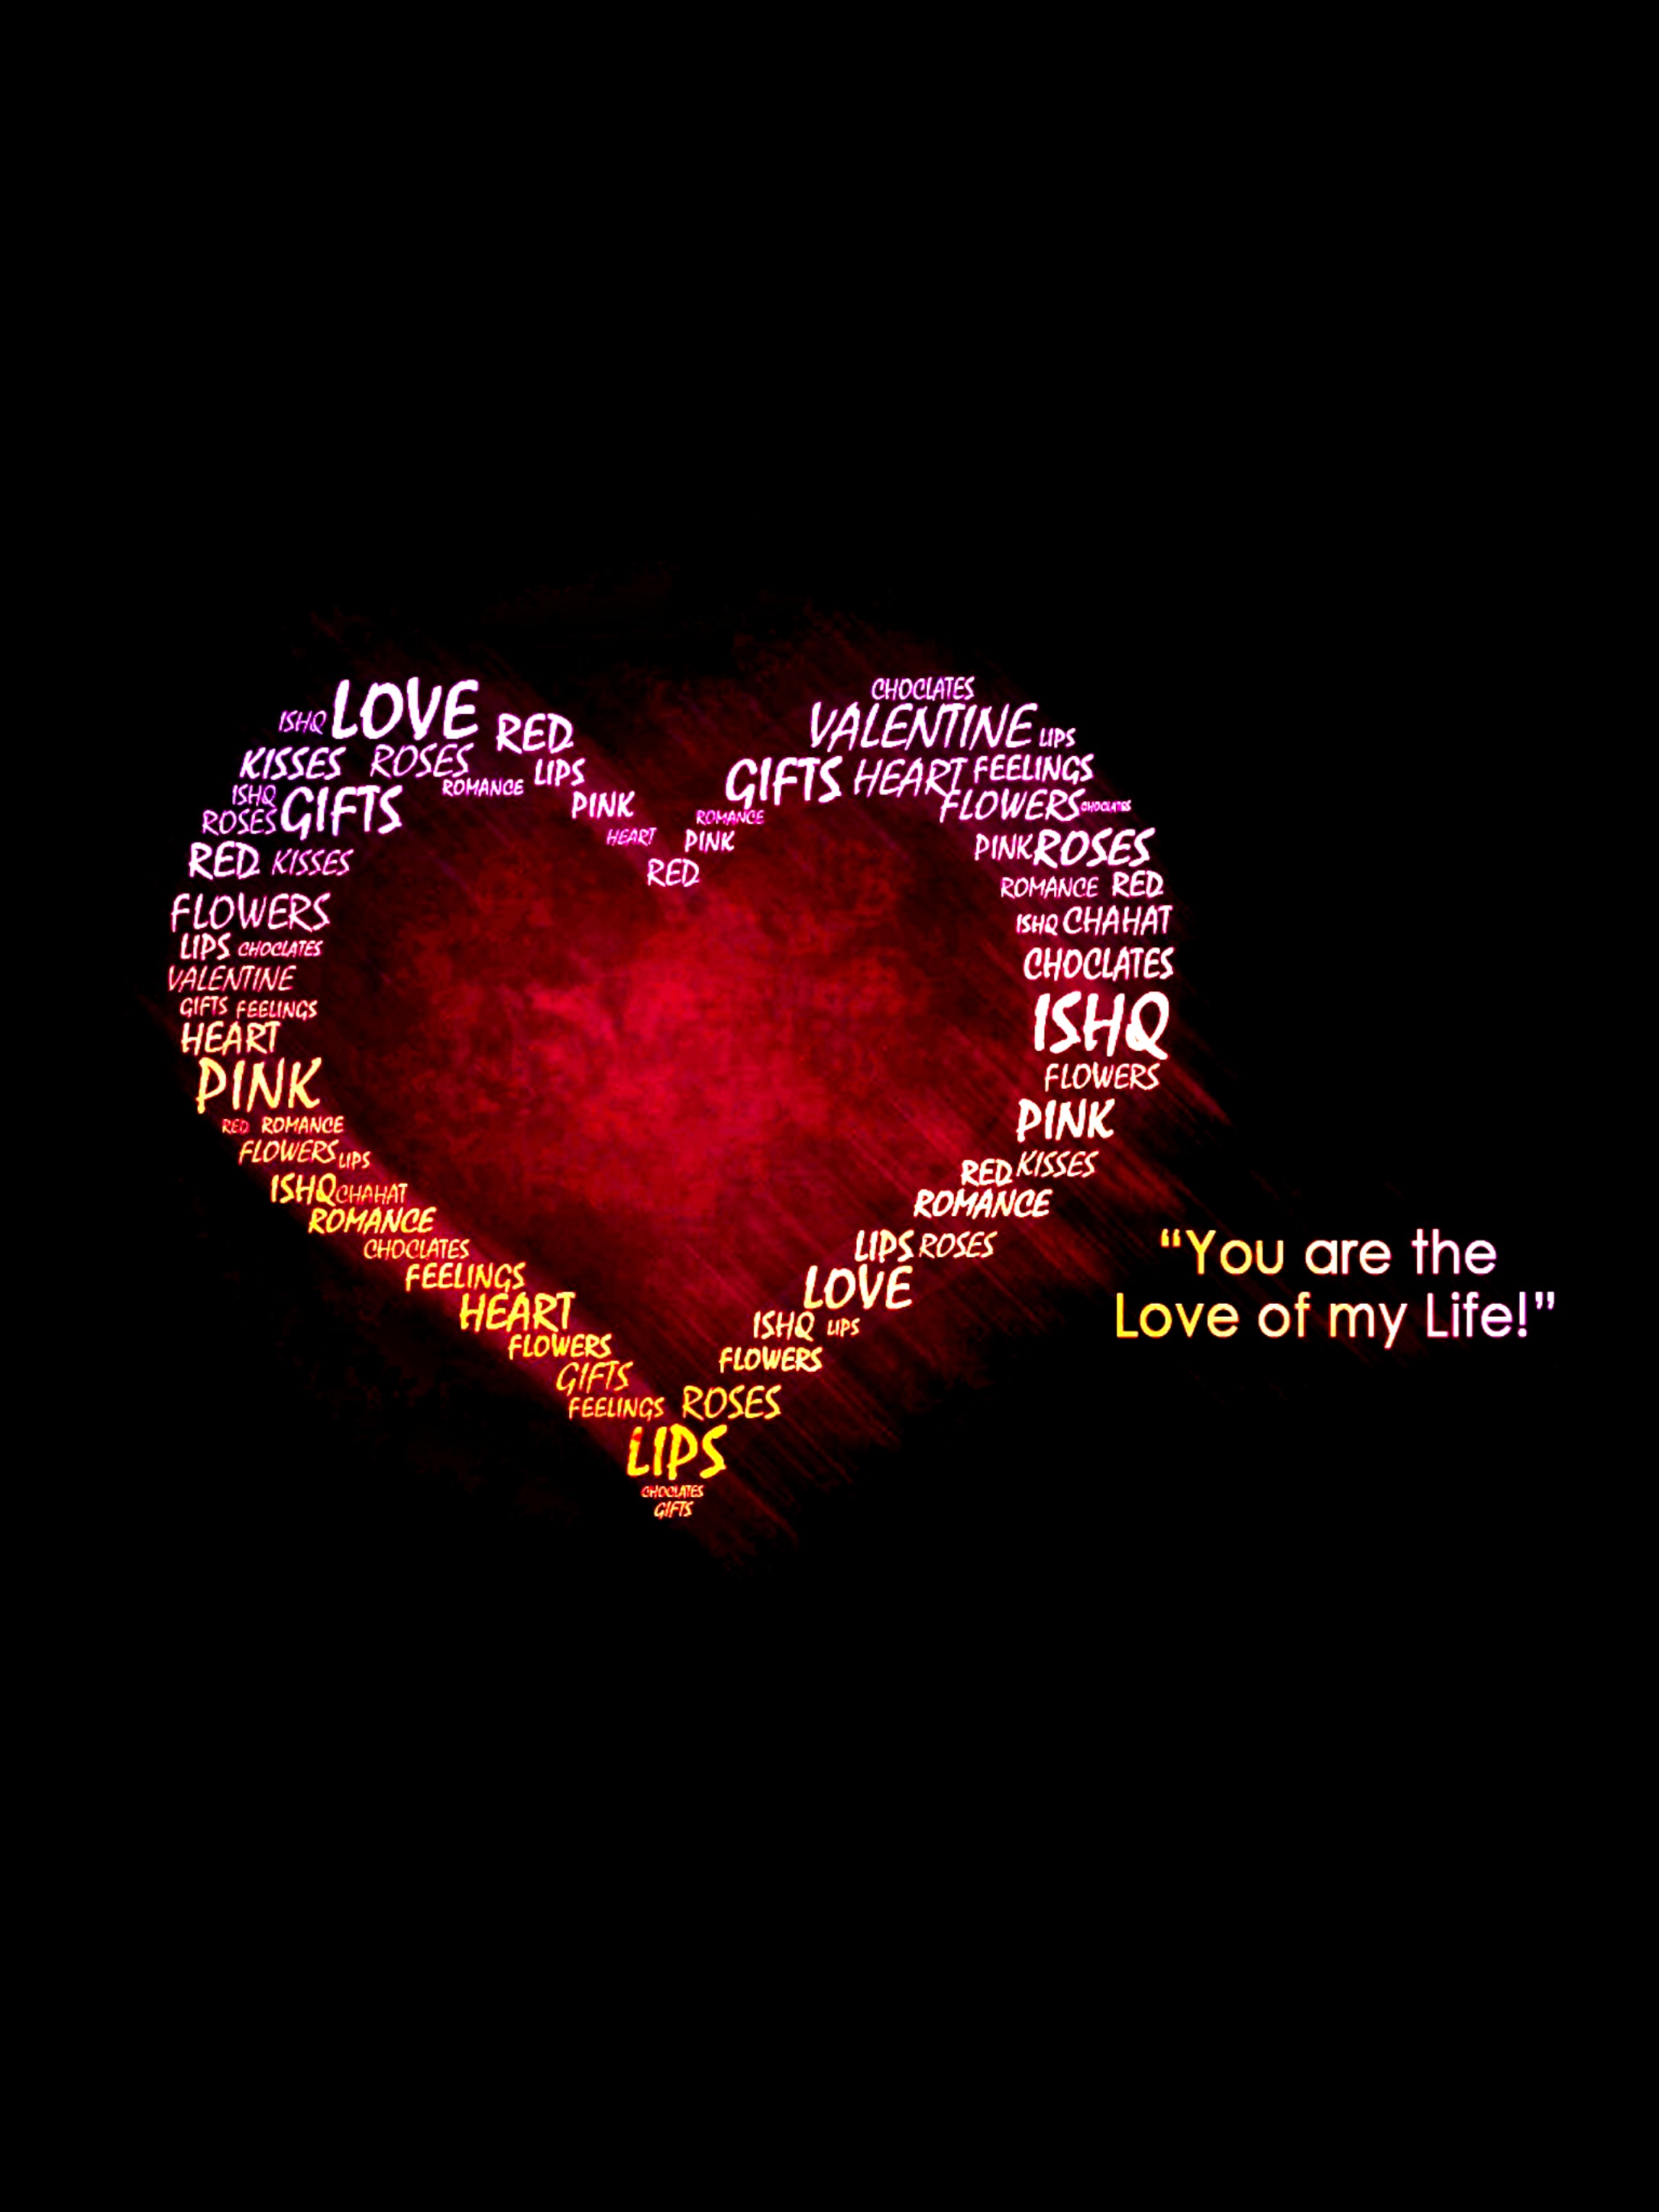 CHOCLATES
ISHQ LOVE RED
VALENTINE LIPS
KISSES ROSES
ROMANCE LIPS
GIFTS HEART FEELINGS
ISHQ
ROSES GIFTS
PINK
FLOWERS CHOCLATES
ROMANCE
HEART PINK
PINK ROSES
RED KISSES
RED
ROMANCE RED
FLOWERS
ISHQ CHAHAT
LIPS CHOCLATES
CHOCLATES
VALENTINE
GIFTS FEELINGS
ISHQ
HEART
PINK
FLOWERS
RED ROMANCE
PINK
FLOWERS LIPS
RED KISSES
ISHQ CHAHAT
ROMANCE
ROMANCE
CHOCLATES
LIPS ROSES
FEELINGS
LOVE
HEART
ISHQ LIPS
FLOWERS
FLOWERS
GIFTS
FEELINGS ROSES
LIPS
CHOCLATES
GIFTS
“You are the
Love of my Life!”